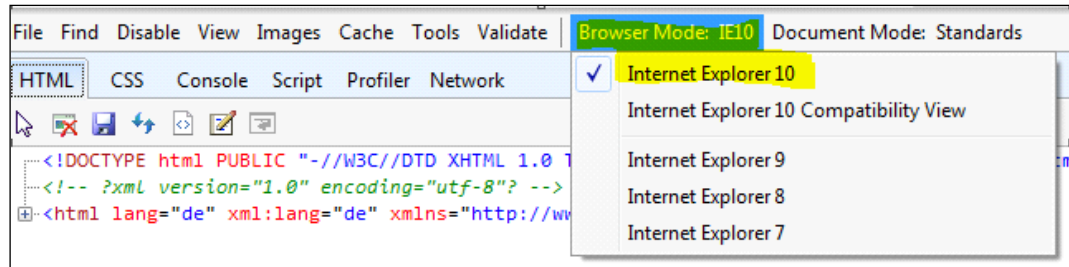 File Find Disable View Images Cache Tools Validate Browser Mode: IE10 Document Mode: Standards
HTML CSS Console Script Profiler Network
Internet Explorer 10
Internet Explorer 10 Compatibility View
Internet Explorer 9
Internet Explorer 8
Internet Explorer 7
<!DOCTYPE html PUBLIC "-//W3C//DTD XHTML 1.0
<!-- ?xml version="1.0" encoding="utf-8"? -->
<html lang="de" xml:lang="de" xmlns="http://